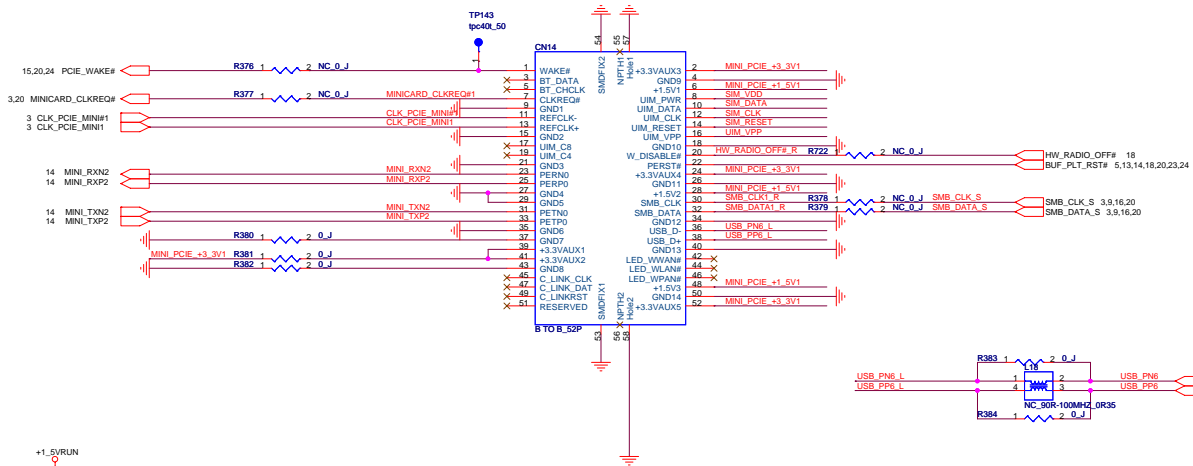 TP143
tpc40t_50
1
54
55
57
CN14
SMDFIX2
NPTH1
Hole1
15,20,24 PCIE_WAKE#
R376 1 2 NC_0_J
1 WAKE#
3 BT_DATA
5 BT_CHCLK
3,20 MINICARD_CLKREQ#
R377 1 2 NC_0_J
MINICARD_CLKREQ#1
7 CLKREQ#
9 GND1
3 CLK_PCIE_MINI#1
CLK_PCIE_MINI#1
11 REFCLK-
3 CLK_PCIE_MINI1
CLK_PCIE_MINI1
13 REFCLK+
15 GND2
17 UIM_C8
19 UIM_C4
21 GND3
14 MINI_RXN2
MINI_RXN2
23 PERN0
14 MINI_RXP2
MINI_RXP2
25 PERP0
27 GND4
29 GND5
14 MINI_TXN2
MINI_TXN2
31 PETN0
14 MINI_TXP2
MINI_TXP2
33 PETP0
35 GND6
R380 1 2 0_J
37 GND7
39 +3.3VAUX1
MINI_PCIE_+3_3V1
R381 1 2 0_J
41 +3.3VAUX2
R382 1 2 0_J
43 GND8
45 C_LINK_CLK
47 C_LINK_DAT
49 C_LINKRST
51 RESERVED
+3.3VAUX3 2 MINI_PCIE_+3_3V1
GND9 4
+1.5V1 6 MINI_PCIE_+1_5V1
UIM_PWR 8 SIM_VDD
UIM_DATA 10 SIM_DATA
UIM_CLK 12 SIM_CLK
UIM_RESET 14 SIM_RESET
UIM_VPP 16 UIM_VPP
GND10 18
W_DISABLE# 20 HW_RADIO_OFF#_R R722 1 2 NC_0_J HW_RADIO_OFF# 18
PERST# 22 BUF_PLT_RST# 5,13,14,18,20,23,24
+3.3VAUX4 24 MINI_PCIE_+3_3V1
GND11 26
+1.5V2 28 MINI_PCIE_+1_5V1
SMB_CLK 30 SMB_CLK1_R R378 1 2 NC_0_J SMB_CLK_S SMB_CLK_S 3,9,16,20
SMB_DATA 32 SMB_DATA1_R R379 1 2 NC_0_J SMB_DATA_S SMB_DATA_S 3,9,16,20
GND12 34
USB_D- 36 USB_PN6_L
USB_D+ 38 USB_PP6_L
GND13 40
LED_WWAN# 42
LED_WLAN# 44
LED_WPAN# 46
+1.5V3 48 MINI_PCIE_+1_5V1
GND14 50
+3.3VAUX5 52 MINI_PCIE_+3_3V1
SMDFIX1
NPTH2
Hole2
B TO B_52P
53
56
58
R383 1 2 0_J
L18
USB_PN6_L 1 2 USB_PN6
USB_PP6_L 4 3 USB_PP6
NC_90R-100MHZ_0R35
R384 1 2 0_J
+1_5VRUN